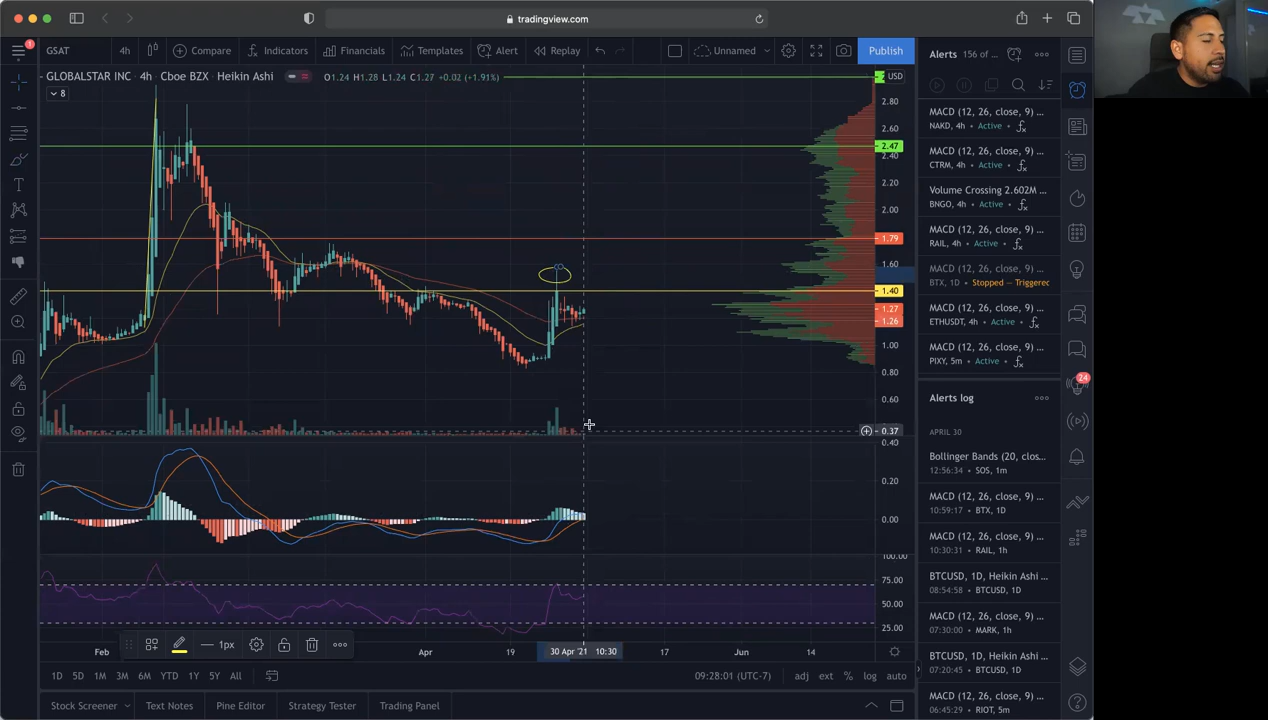 tradingview.com
1
GSAT 4h Compare Indicators Financials Templates Alert Replay Unnamed Publish
GLOBALSTAR INC · 4h · Cboe BZX · Heikin Ashi O1.24 H1.28 L1.24 C1.27 +0.02 (+1.91%)
8
USD
2.80
2.60
2.47
2.40
2.20
2.00
1.79
1.60
1.40
1.27
1.26
1.00
0.80
0.60
0.37
0.40
0.20
0.00
100.00
75.00
50.00
25.00
1px
Feb Apr 19 30 Apr '21 10:30 17 Jun 14
1D 5D 1M 3M 6M YTD 1Y 5Y All 09:28:01 (UTC-7) adj ext % log auto
Stock Screener Text Notes Pine Editor Strategy Tester Trading Panel
Alerts 156 of ...
MACD (12, 26, close, 9) ...
NAKD, 4h • Active
MACD (12, 26, close, 9) ...
CTRM, 4h • Active
Volume Crossing 2.602M ...
BNGO, 4h • Active
MACD (12, 26, close, 9) ...
RAIL, 4h • Active
MACD (12, 26, close, 9) ...
BTX, 1D • Stopped — Triggered
MACD (12, 26, close, 9) ...
ETHUSDT, 4h • Active
MACD (12, 26, close, 9) ...
PIXY, 5m • Active
24
Alerts log
APRIL 30
Bollinger Bands (20, clos...
12:56:34 • SOS, 1m
MACD (12, 26, close, 9) ...
10:59:17 • BTX, 1D
MACD (12, 26, close, 9) ...
10:30:31 • RAIL, 1h
BTCUSD, 1D, Heikin Ashi ...
08:54:58 • BTCUSD, 1D
MACD (12, 26, close, 9) ...
07:30:00 • MARK, 1h
BTCUSD, 1D, Heikin Ashi ...
07:20:45 • BTCUSD, 1D
MACD (12, 26, close, 9) ...
06:45:29 • RIOT, 5m